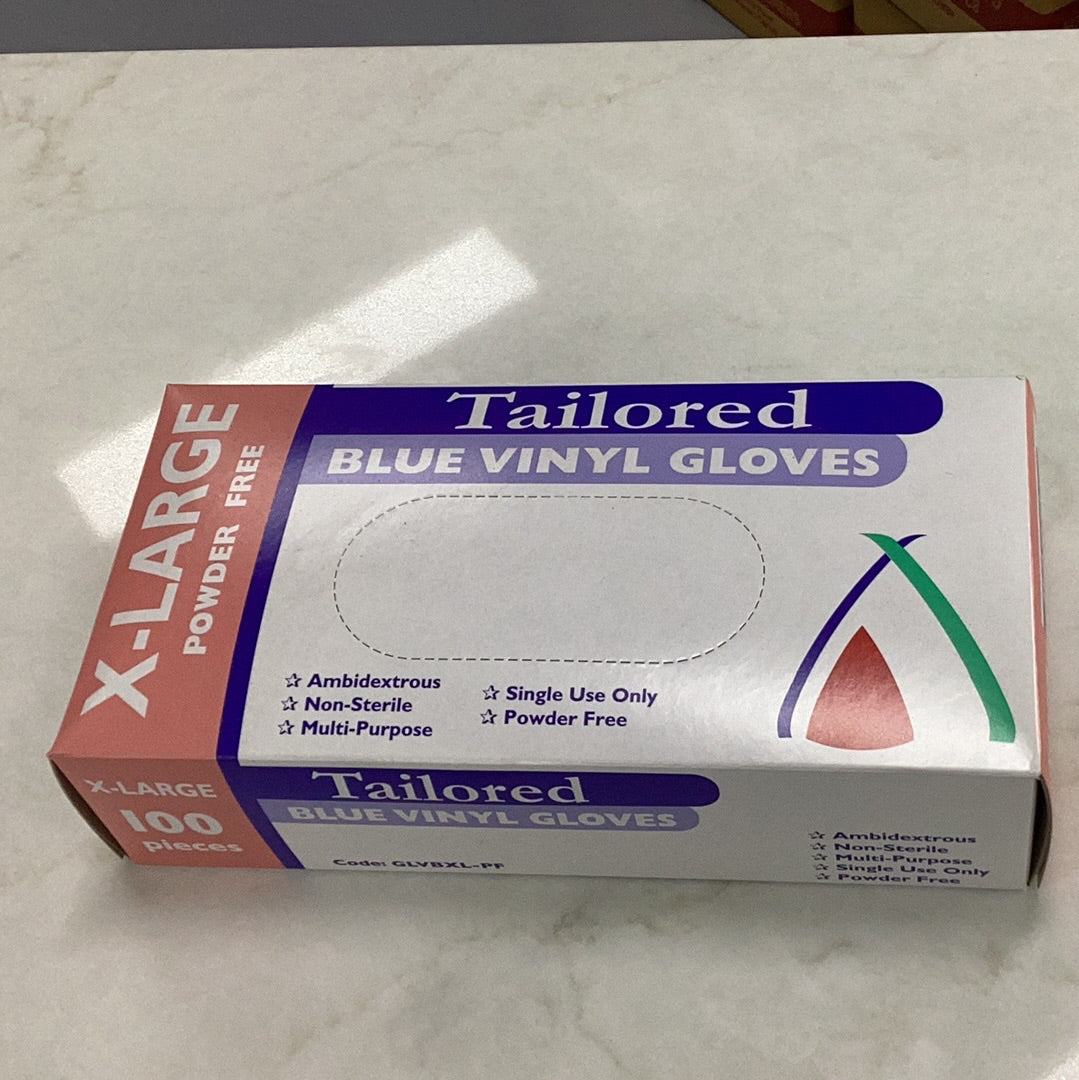 X-LARGE
POWDER FREE
Tailored
BLUE VINYL GLOVES
☆ Ambidextrous
☆ Non-Sterile
☆ Multi-Purpose
☆ Single Use Only
☆ Powder Free
X-LARGE
100
pieces
Tailored
BLUE VINYL GLOVES
Code: GLVBXL-PF
☆ Ambidextrous
☆ Non-Sterile
☆ Multi-Purpose
☆ Single Use Only
☆ Powder Free